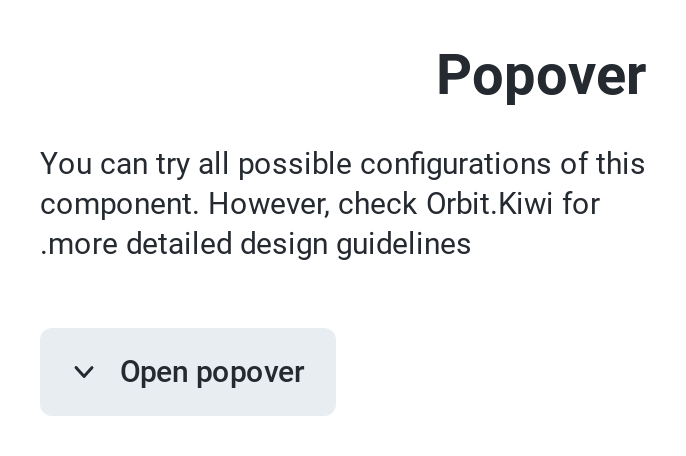 Popover
You can try all possible configurations of this
component. However, check Orbit.Kiwi for
.more detailed design guidelines
Open popover